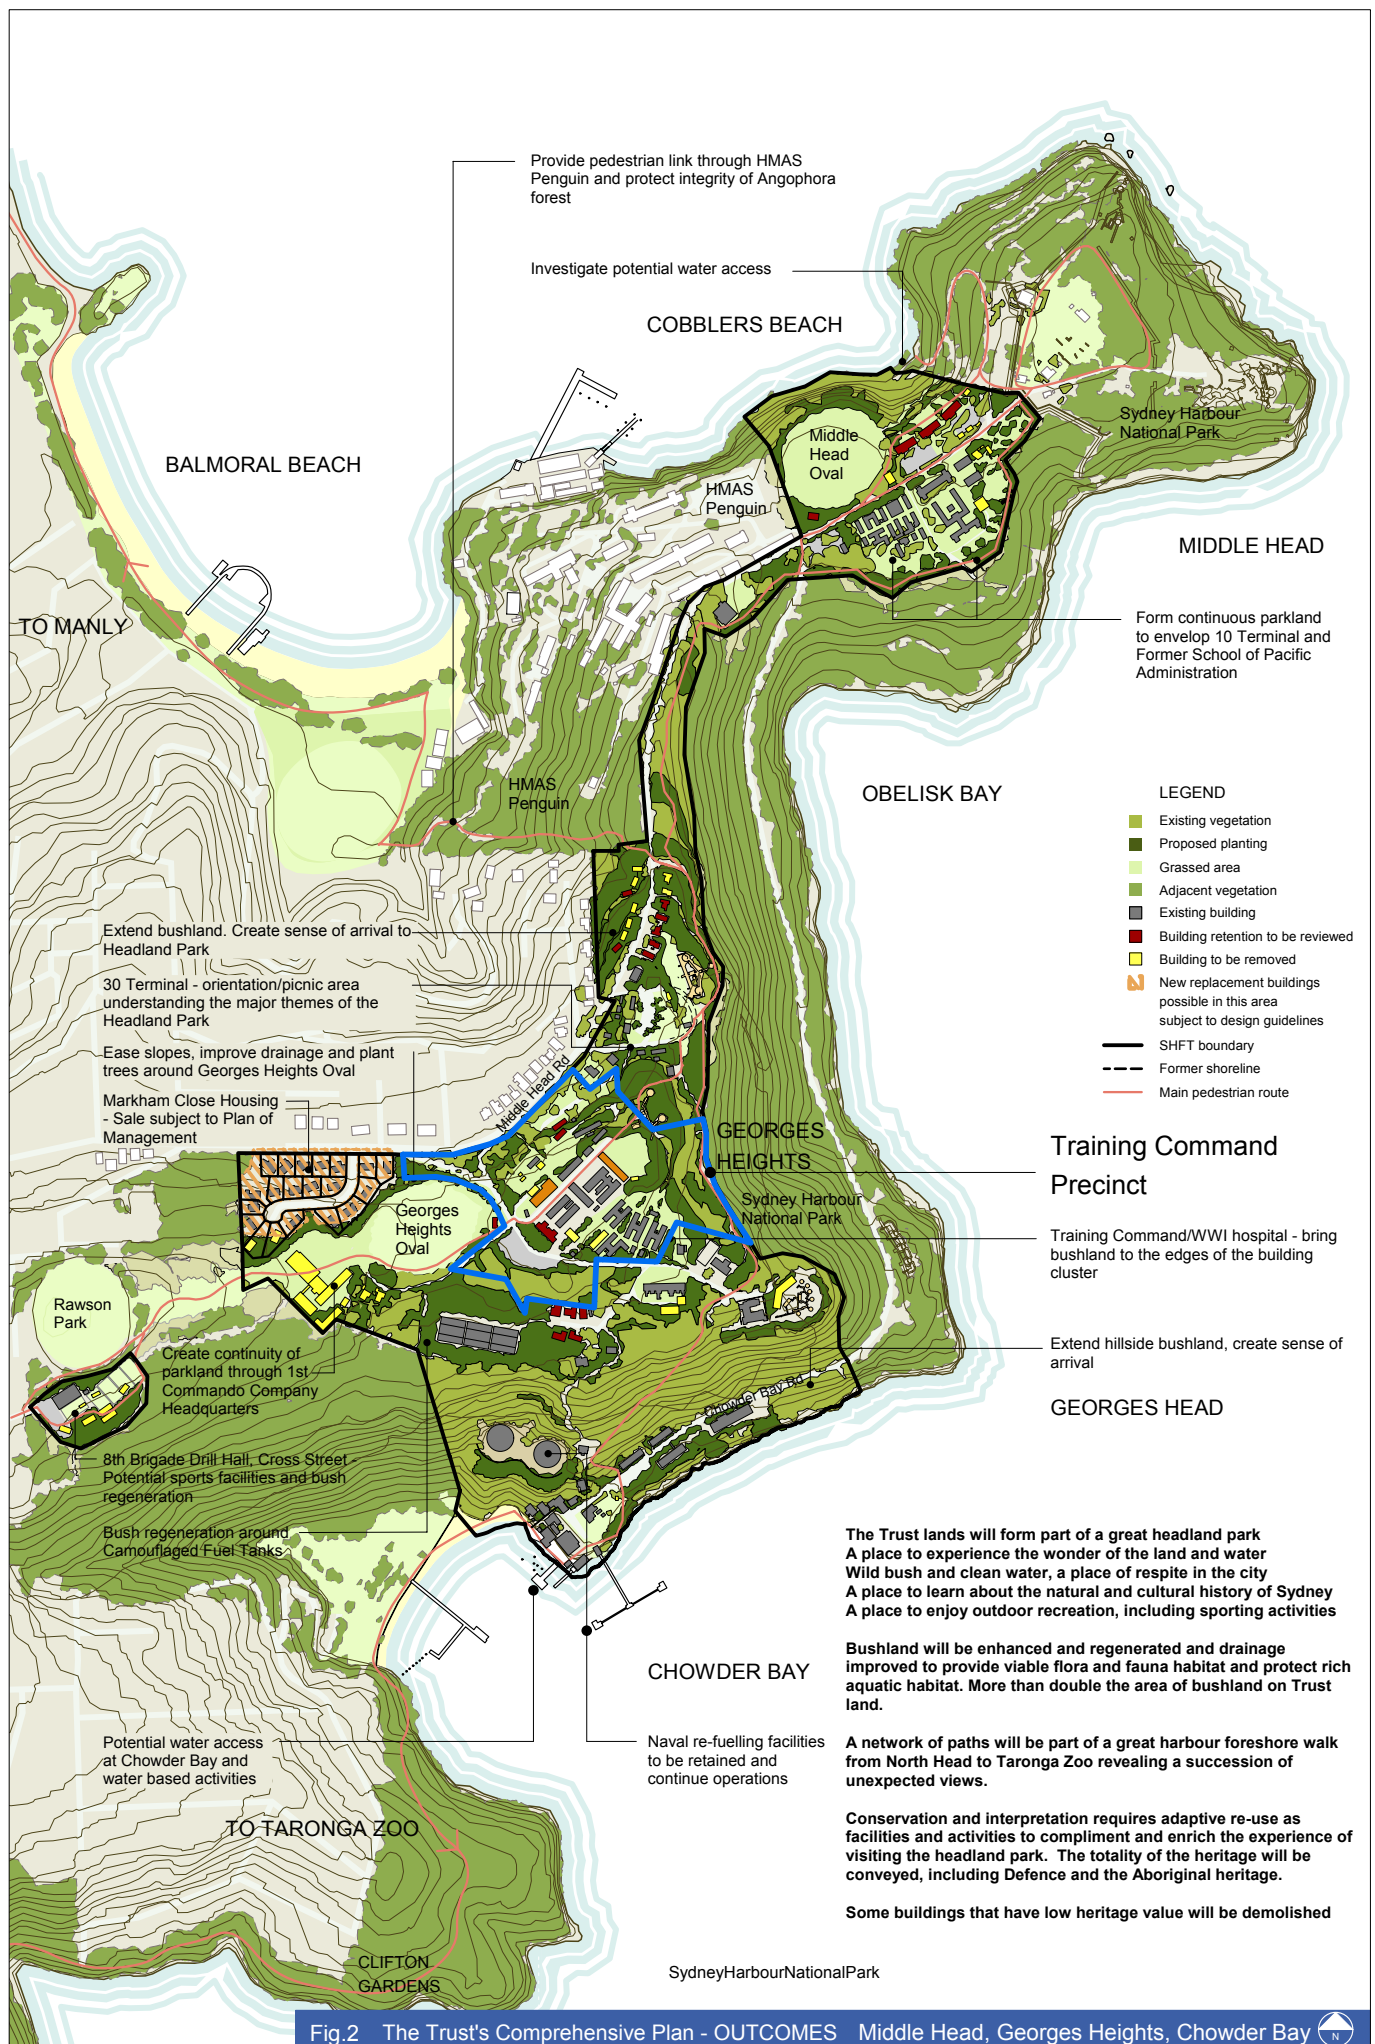 Provide pedestrian link through HMAS
Penguin and protect integrity of Angophora
forest
Investigate potential water access
COBBLERS BEACH
BALMORAL BEACH
Middle
Head
Oval
Sydney Harbour
National Park
HMAS
Penguin
MIDDLE HEAD
TO MANLY
Form continuous parkland
to envelop 10 Terminal and
Former School of Pacific
Administration
HMAS
Penguin
OBELISK BAY
LEGEND
Existing vegetation
Proposed planting
Grassed area
Adjacent vegetation
Existing building
Building retention to be reviewed
Building to be removed
New replacement buildings
possible in this area
subject to design guidelines
SHFT boundary
Former shoreline
Main pedestrian route
Extend bushland. Create sense of arrival to
Headland Park
30 Terminal - orientation/picnic area
understanding the major themes of the
Headland Park
Ease slopes, improve drainage and plant
trees around Georges Heights Oval
Markham Close Housing
- Sale subject to Plan of
Management
Middle Head Rd
GEORGES
HEIGHTS
Training Command
Precinct
Sydney Harbour
National Park
Georges
Heights
Oval
Training Command/WWI hospital - bring
bushland to the edges of the building
cluster
Rawson
Park
Create continuity of
parkland through 1st
Commando Company
Headquarters
Extend hillside bushland, create sense of
arrival
Chowder Bay Rd
GEORGES HEAD
8th Brigade Drill Hall, Cross Street -
Potential sports facilities and bush
regeneration
Bush regeneration around
Camouflaged Fuel Tanks
The Trust lands will form part of a great headland park
A place to experience the wonder of the land and water
Wild bush and clean water, a place of respite in the city
A place to learn about the natural and cultural history of Sydney
A place to enjoy outdoor recreation, including sporting activities
Bushland will be enhanced and regenerated and drainage
improved to provide viable flora and fauna habitat and protect rich
aquatic habitat. More than double the area of bushland on Trust
land.
CHOWDER BAY
Potential water access
at Chowder Bay and
water based activities
Naval re-fuelling facilities
to be retained and
continue operations
A network of paths will be part of a great harbour foreshore walk
from North Head to Taronga Zoo revealing a succession of
unexpected views.
TO TARONGA ZOO
Conservation and interpretation requires adaptive re-use as
facilities and activities to compliment and enrich the experience of
visiting the headland park. The totality of the heritage will be
conveyed, including Defence and the Aboriginal heritage.
Some buildings that have low heritage value will be demolished
CLIFTON
GARDENS
SydneyHarbourNationalPark
Fig.2 The Trust's Comprehensive Plan - OUTCOMES Middle Head, Georges Heights, Chowder Bay
N